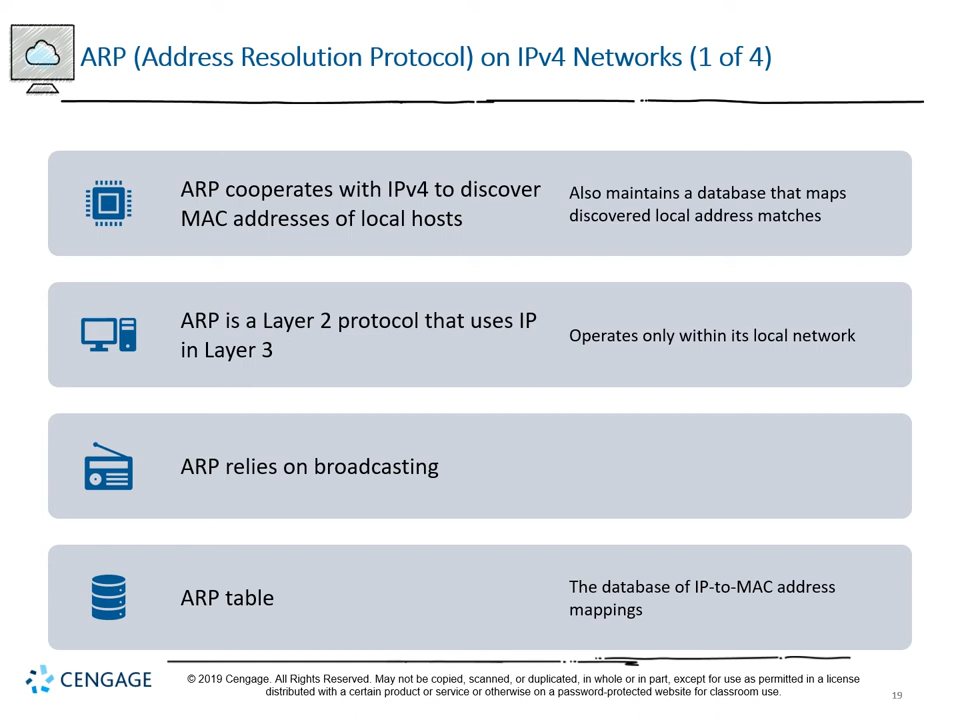 ARP (Address Resolution Protocol) on IPv4 Networks (1 of 4)
ARP cooperates with IPv4 to discover
MAC addresses of local hosts
Also maintains a database that maps
discovered local address matches
ARP is a Layer 2 protocol that uses IP
in Layer 3
Operates only within its local network
ARP relies on broadcasting
ARP table
The database of IP-to-MAC address
mappings
CENGAGE
© 2019 Cengage. All Rights Reserved. May not be copied, scanned, or duplicated, in whole or in part, except for use as permitted in a license
distributed with a certain product or service or otherwise on a password-protected website for classroom use.
19